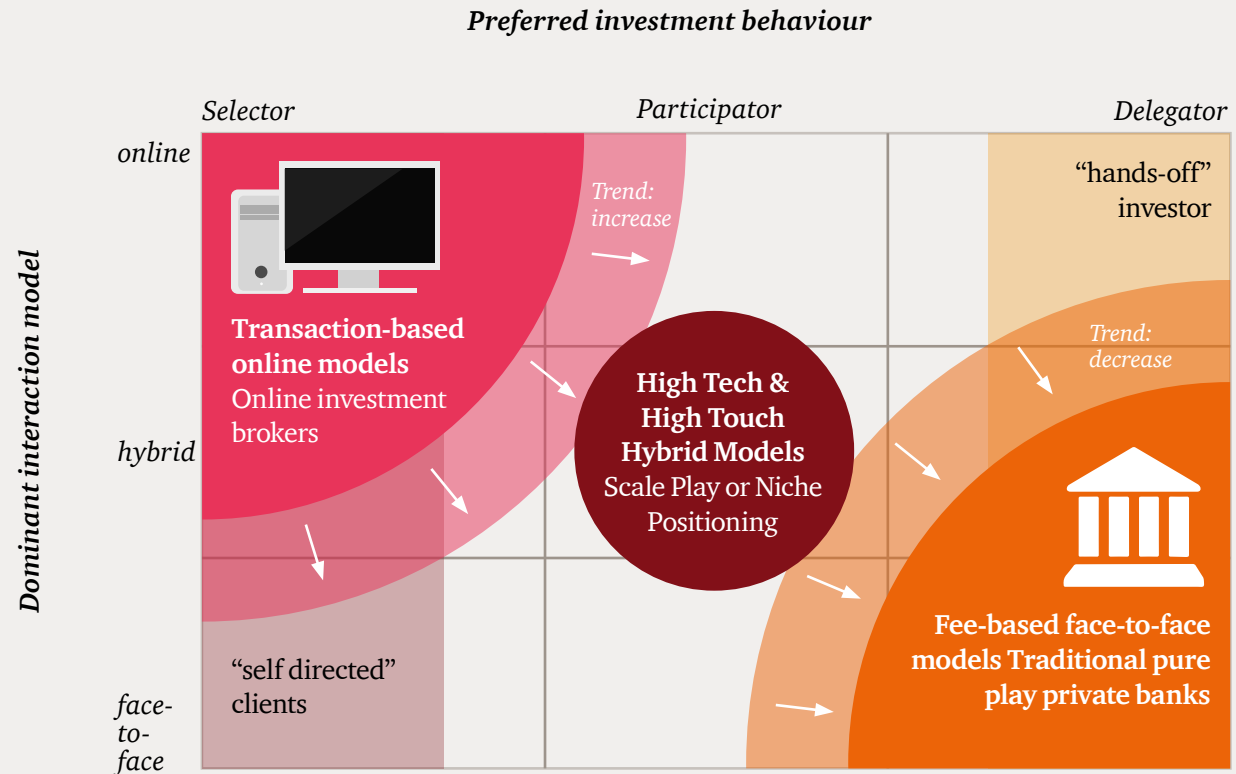 Preferred investment behaviour
Selector
Participator
Delegator
Dominant interaction model
online
hybrid
face-
to-
face
Transaction-based
online models
Online investment
brokers
Trend:
increase
"self directed"
clients
High Tech &
High Touch
Hybrid Models
Scale Play or Niche
Positioning
“hands-off”
investor
Trend:
decrease
Fee-based face-to-face
models Traditional pure
play private banks